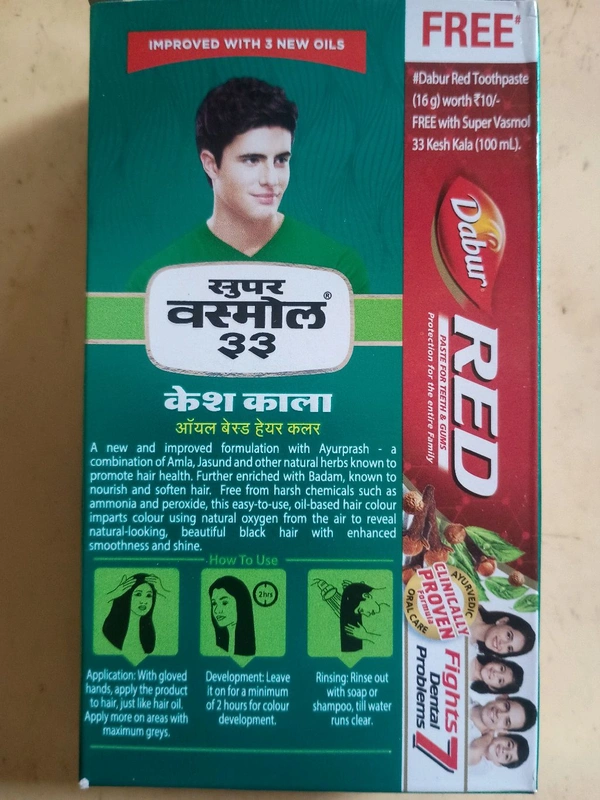 IMPROVED WITH 3 NEW OILS
सुपर
वस्मोल®
३३
केश काला
ऑयल बेस्ड हेयर कलर
A new and improved formulation with Ayurprash - a
combination of Amla, Jasund and other natural herbs known to
promote hair health. Further enriched with Badam, known to
nourish and soften hair. Free from harsh chemicals such as
ammonia and peroxide, this easy-to-use, oil-based hair colour
imparts colour using natural oxygen from the air to reveal
natural-looking, beautiful black hair with enhanced
smoothness and shine.
How To Use
2 hrs
Application: With gloved
hands, apply the product
to hair, just like hair oil.
Apply more on areas with
maximum greys.
Development: Leave
it on for a minimum
of 2 hours for colour
development.
Rinsing: Rinse out
with soap or
shampoo, till water
runs clear.
FREE#
#Dabur Red Toothpaste
(16 g) worth ₹10/-
FREE with Super Vasmol
33 Kesh Kala (100 mL).
Dabur
RED
PASTE FOR TEETH & GUMS
Protection for the entire Family
AYURVEDIC
CLINICALLY
PROVEN
Formula
ORAL CARE
Fights
Dental
Problems
7